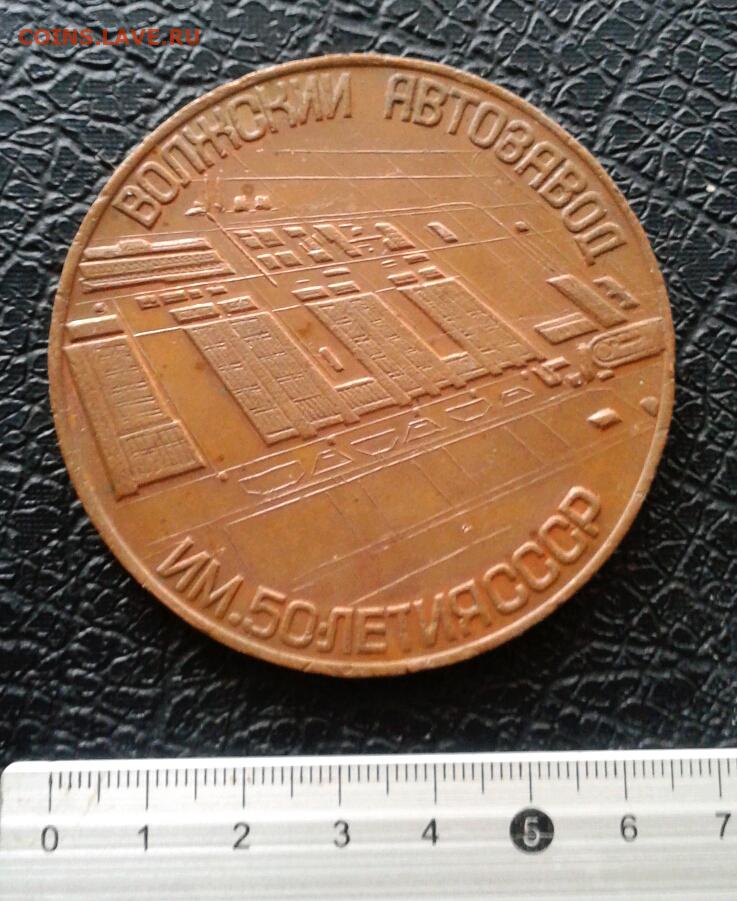 COINS.LAVE.RU
ВОЛЖСКИЙ АВТОЗАВОД
ИМ.50-ЛЕТИЯ СССР
0 1 2 3 4 5 6 7